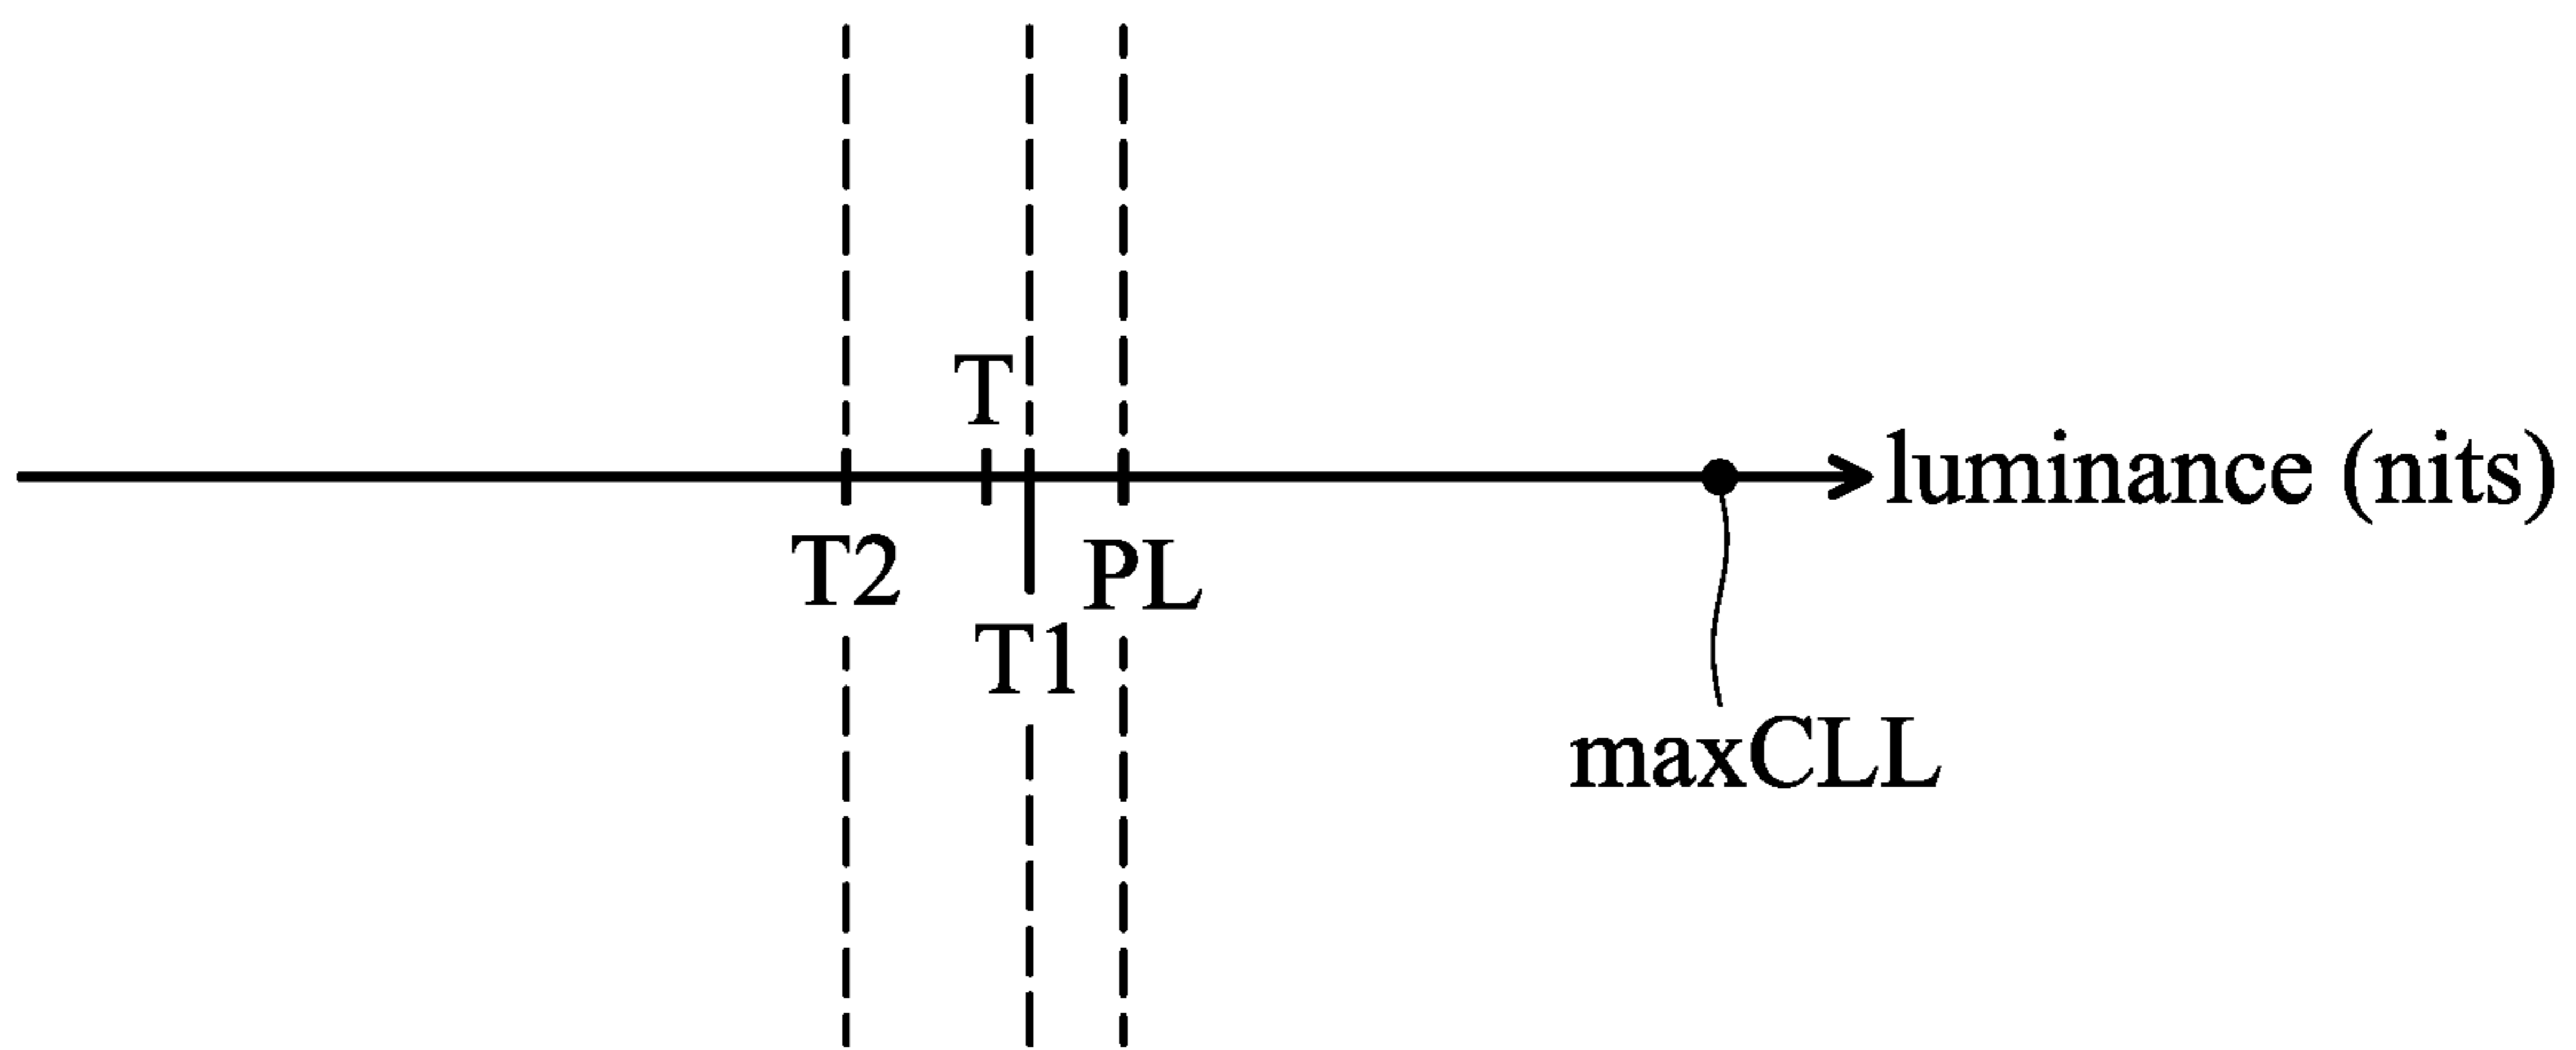 T
luminance (nits)
T2
PL
T1
maxCLL